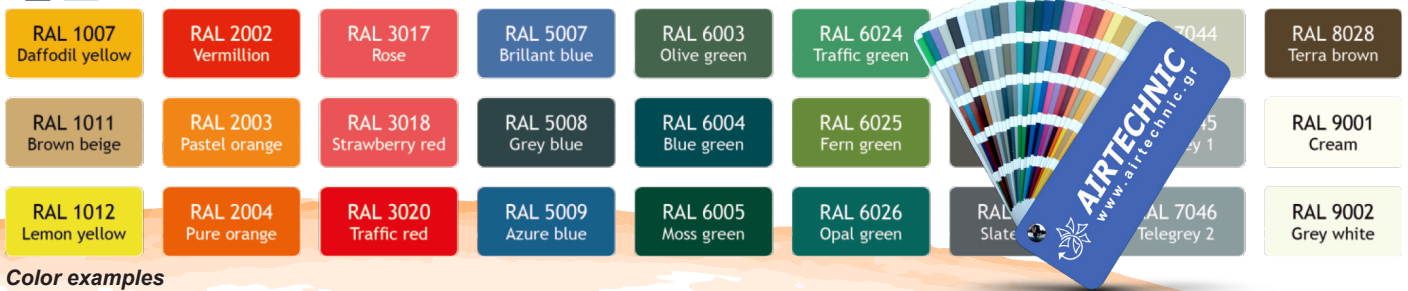 RAL 1007
Daffodil yellow
RAL 2002
Vermillion
RAL 3017
Rose
RAL 5007
Brillant blue
RAL 6003
Olive green
RAL 6024
Traffic green
7044
RAL 8028
Terra brown
RAL 1011
Brown beige
RAL 2003
Pastel orange
RAL 3018
Strawberry red
RAL 5008
Grey blue
RAL 6004
Blue green
RAL 6025
Fern green
RAL 9001
Cream
RAL 1012
Lemon yellow
RAL 2004
Pure orange
RAL 3020
Traffic red
RAL 5009
Azure blue
RAL 6005
Moss green
RAL 6026
Opal green
RAL
Slate
RAL 7046
Telegrey 2
RAL 9002
Grey white
AIRTECHNIC
www.airtechnic.gr
Color examples